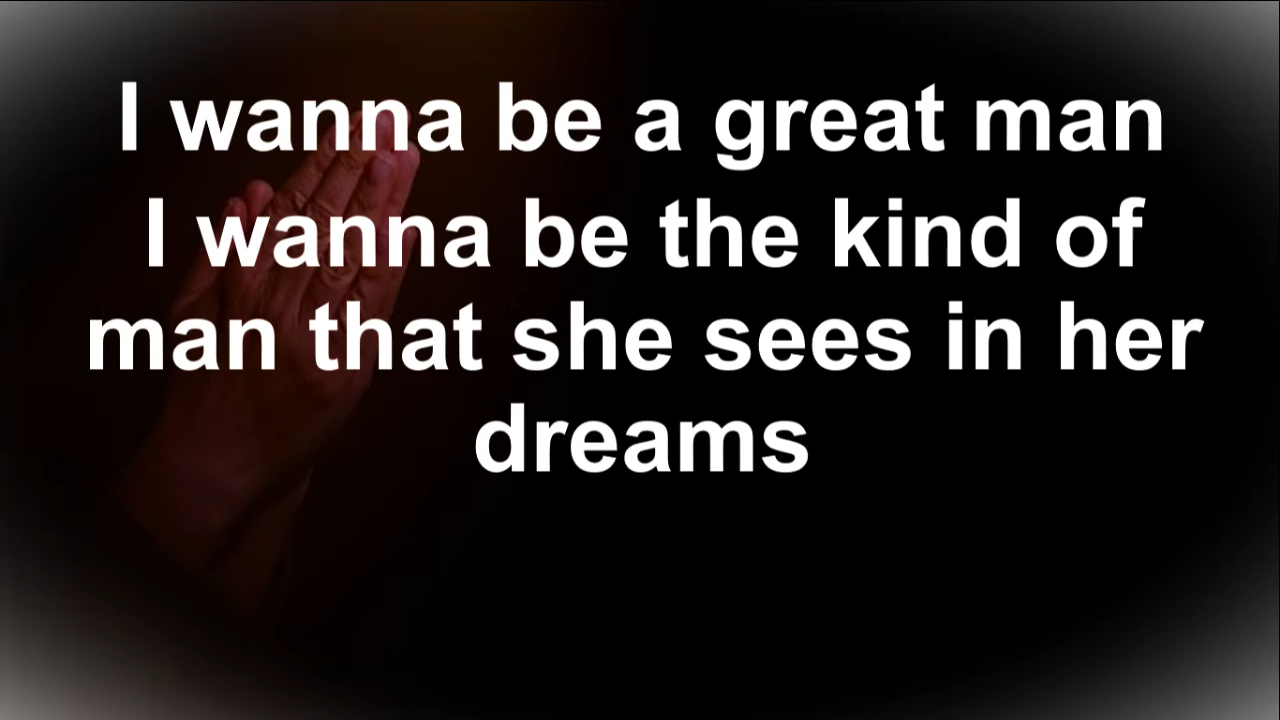 I wanna be a great man
I wanna be the kind of
man that she sees in her
dreams